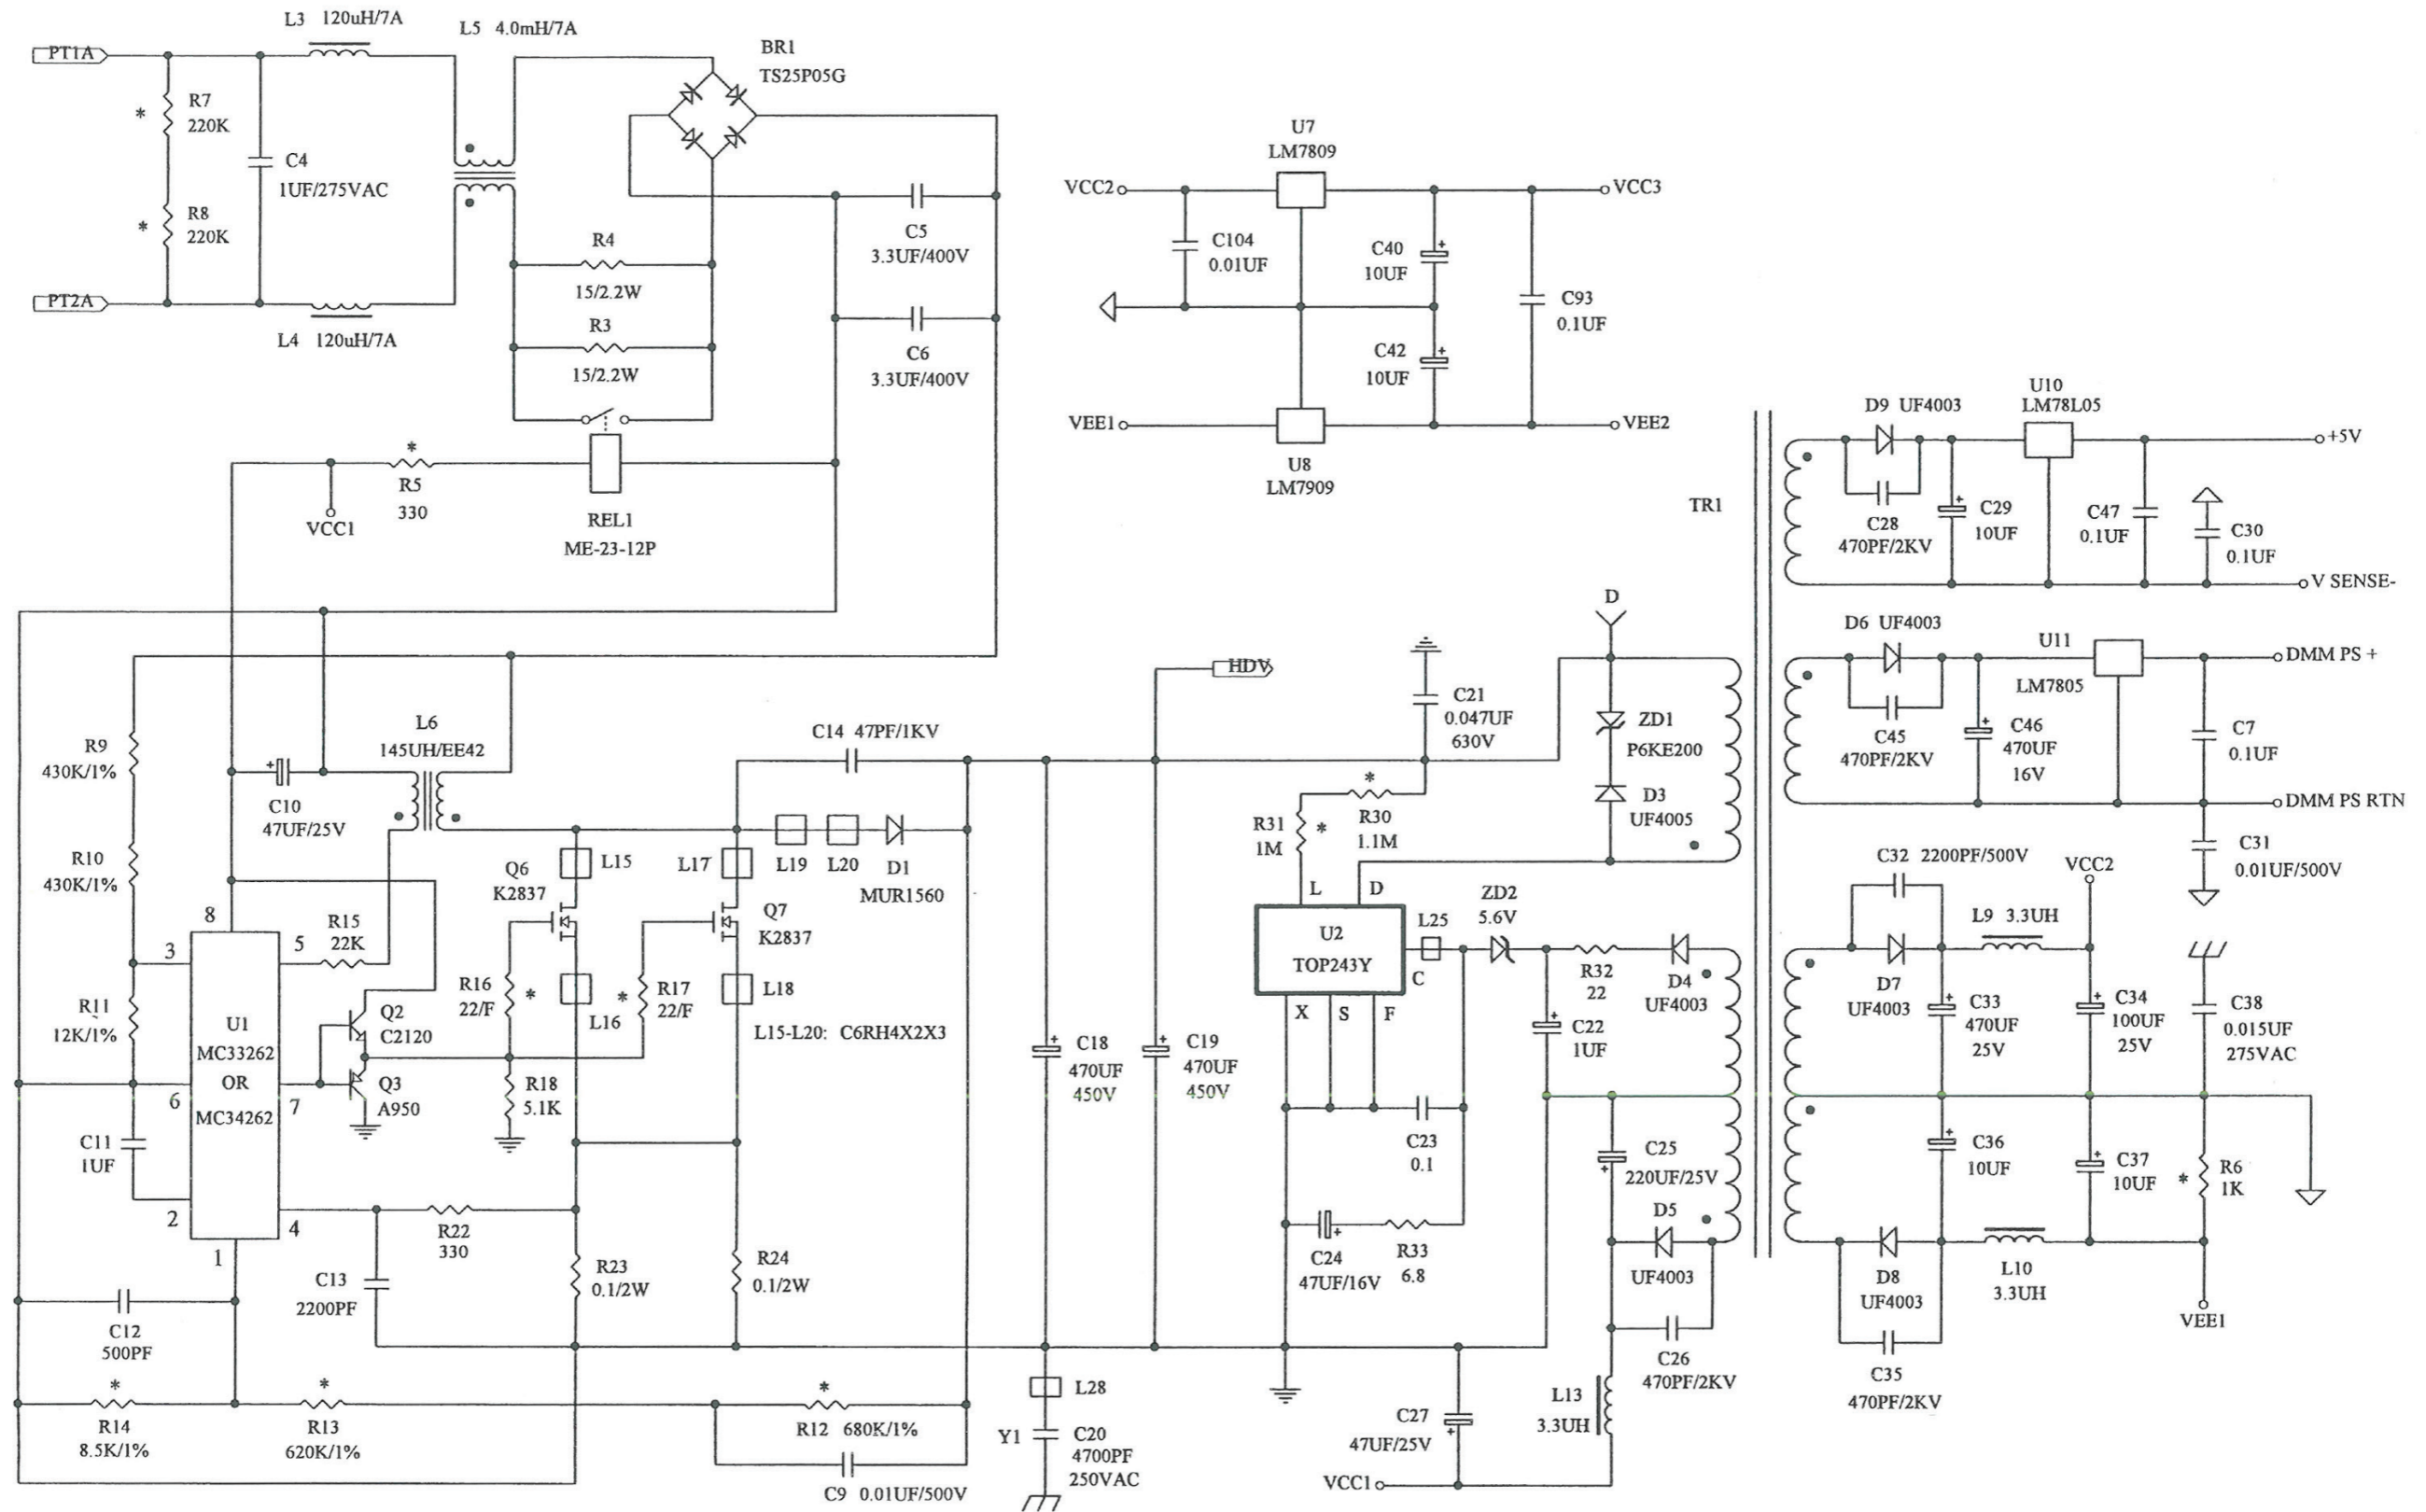 L3 120uH/7A
L5 4.0mH/7A
PT1A
BR1
TS25P05G
*
R7
220K
C4
1UF/275VAC
*
R8
220K
PT2A
L4 120uH/7A
R4
15/2.2W
R3
15/2.2W
C5
3.3UF/400V
C6
3.3UF/400V
*
R5
330
VCC1
REL1
ME-23-12P
U7
LM7809
VCC2
VCC3
C104
0.01UF
C40
10UF
C93
0.1UF
C42
10UF
VEE1
VEE2
U8
LM7909
TR1
D9 UF4003
U10
LM78L05
+5V
C28
470PF/2KV
C29
10UF
C47
0.1UF
C30
0.1UF
V SENSE-
D6 UF4003
U11
LM7805
DMM PS +
C45
470PF/2KV
C46
470UF
16V
C7
0.1UF
DMM PS RTN
C31
0.01UF/500V
C32 2200PF/500V
VCC2
L9 3.3UH
D7
UF4003
C33
470UF
25V
C34
100UF
25V
C38
0.015UF
275VAC
C36
10UF
C37
10UF
*
R6
1K
D8
UF4003
L10
3.3UH
VEE1
C35
470PF/2KV
R9
430K/1%
R10
430K/1%
R11
12K/1%
C10
47UF/25V
+
L6
145UH/EE42
C14 47PF/1KV
HDV
C21
0.047UF
630V
D
ZD1
P6KE200
D3
UF4005
*
R30
1.1M
R31
1M
*
L15
L17
L19
L20
D1
MUR1560
Q6
K2837
Q7
K2837
8
3
5
R15
22K
R16
22/F
*
*
R17
22/F
L16
L18
L15-L20: C6RH4X2X3
U1
MC33262
OR
MC34262
Q2
C2120
Q3
A950
6
7
R18
5.1K
C11
1UF
2
4
1
R22
330
C13
2200PF
R23
0.1/2W
R24
0.1/2W
C12
500PF
*
R14
8.5K/1%
*
R13
620K/1%
*
R12 680K/1%
C9 0.01UF/500V
C18
470UF
450V
C19
470UF
450V
L28
Y1
C20
4700PF
250VAC
L
D
U2
TOP243Y
X
S
F
C
L25
ZD2
5.6V
R32
22
D4
UF4003
C22
1UF
C23
0.1
C24
47UF/16V
R33
6.8
C25
220UF/25V
D5
UF4003
C26
470PF/2KV
L13
3.3UH
C27
47UF/25V
VCC1